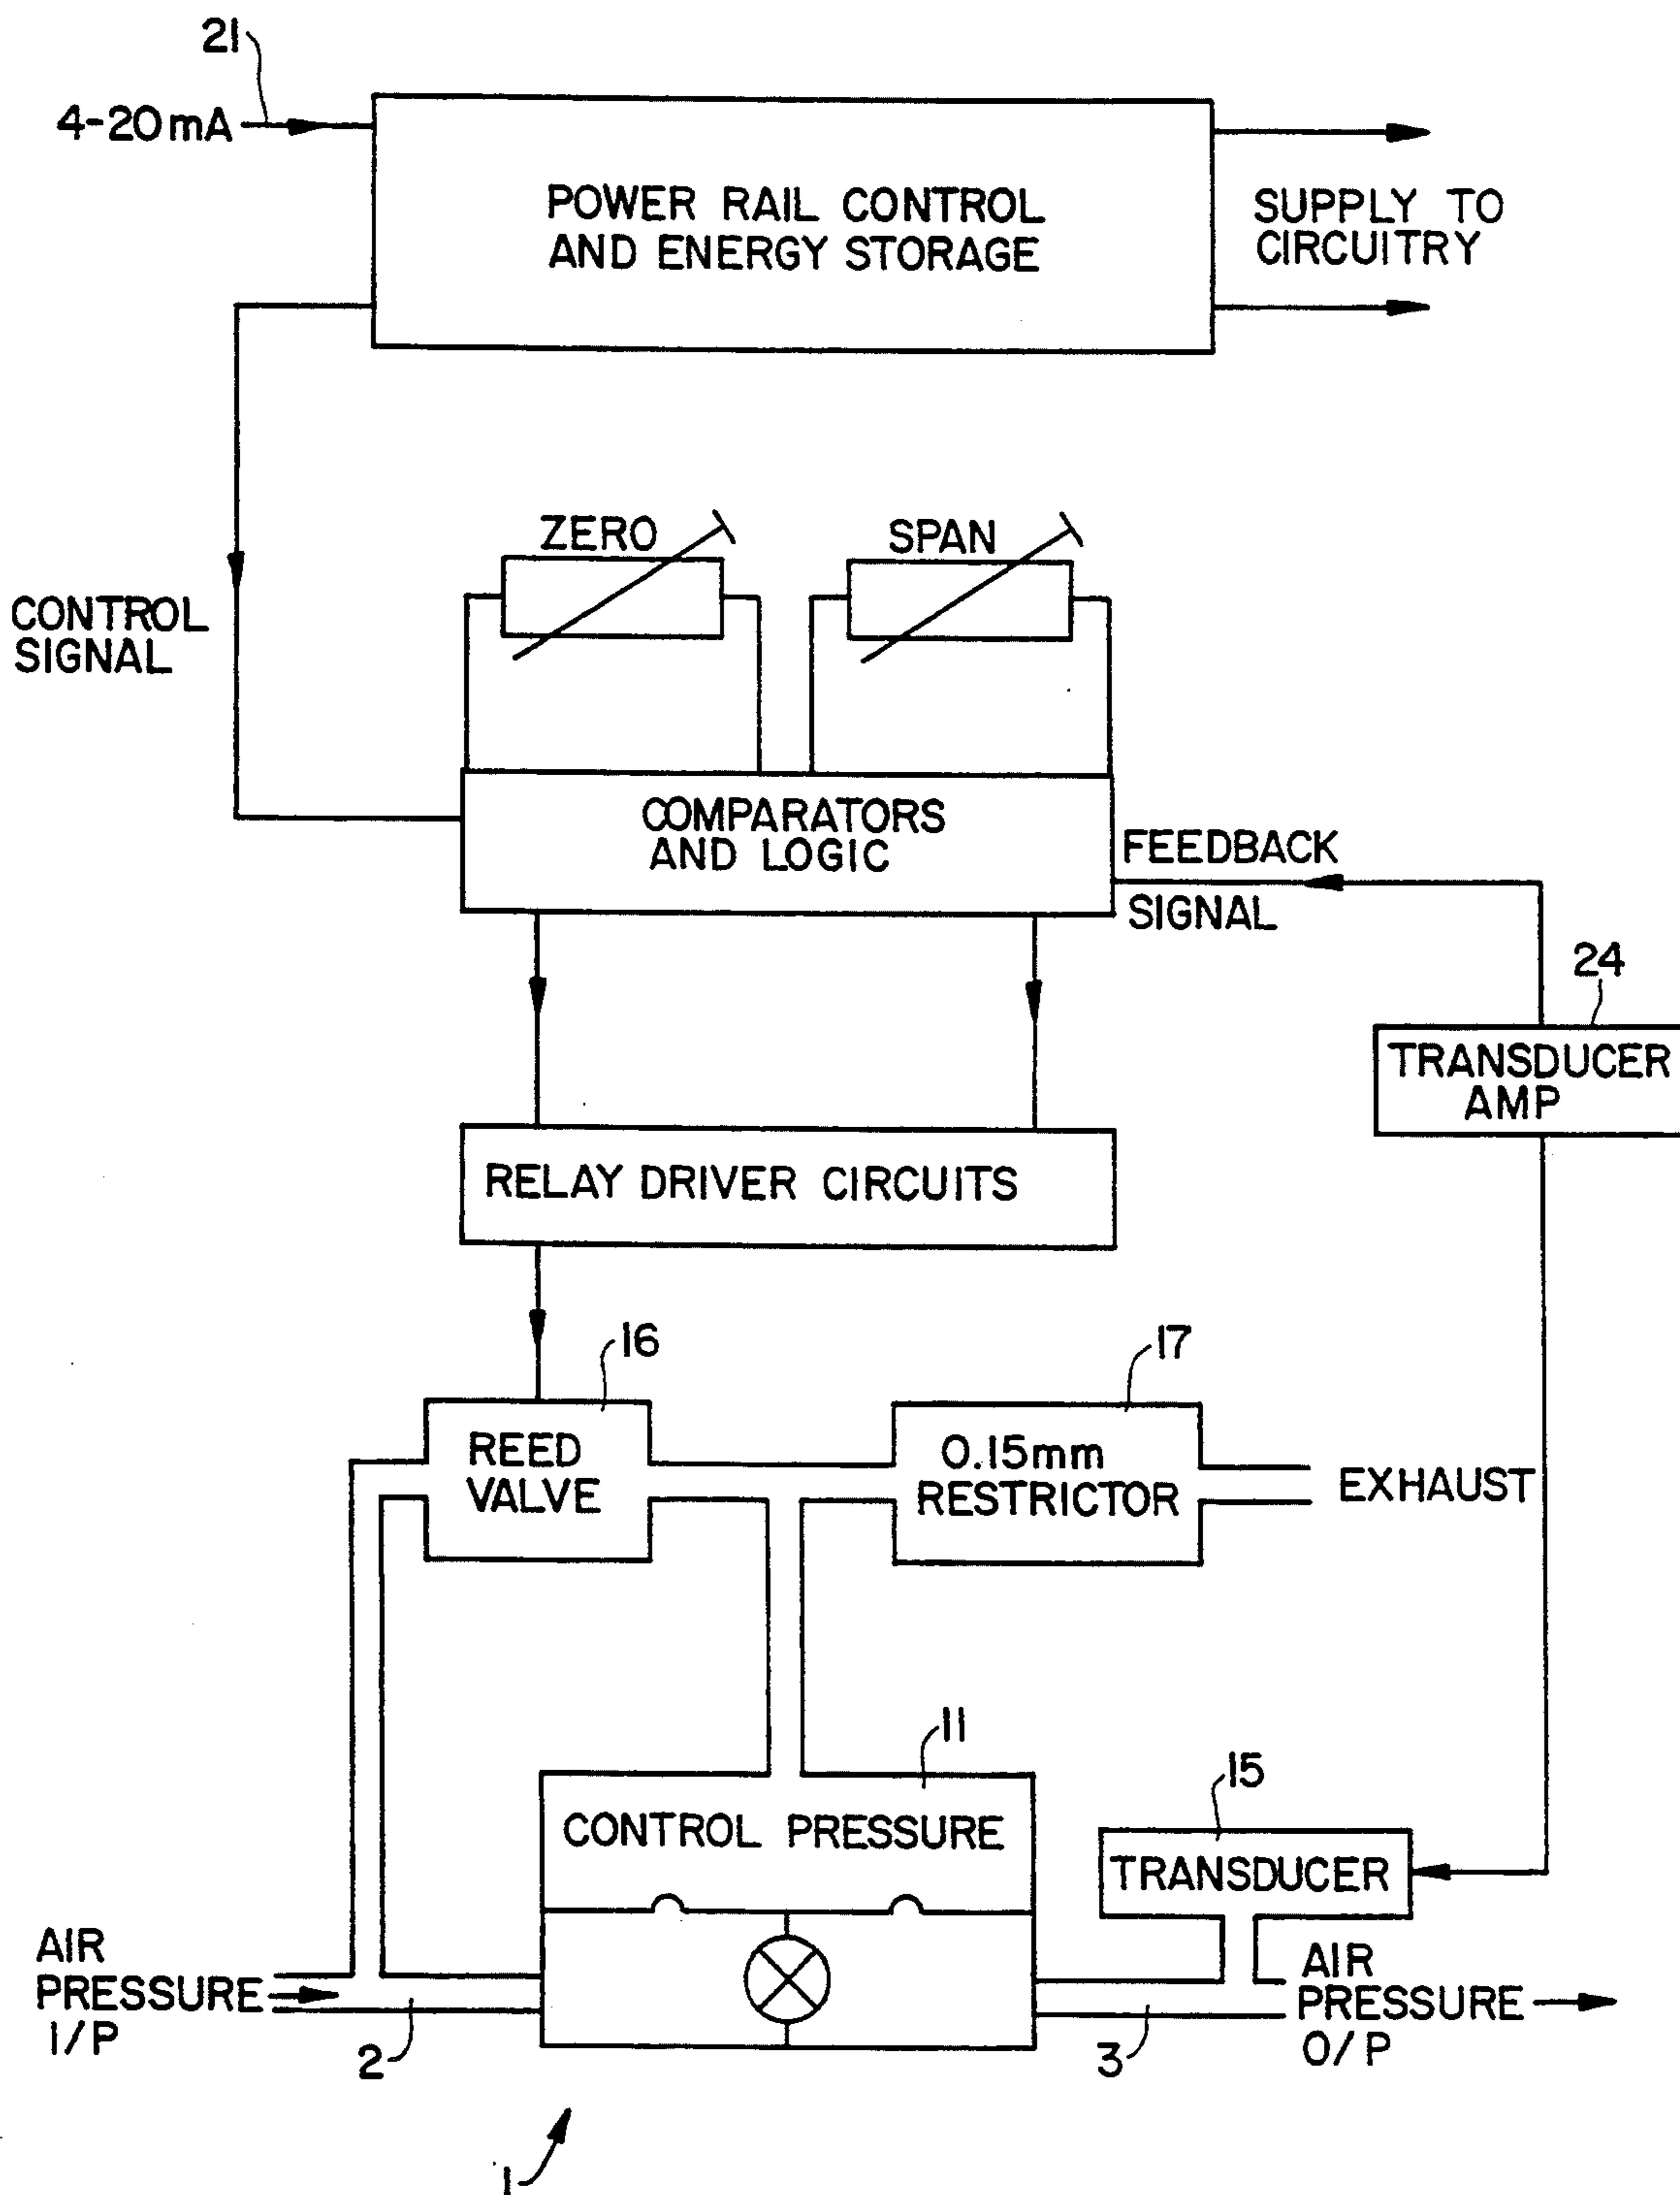 21
4-20mA
POWER RAIL CONTROL
AND ENERGY STORAGE
SUPPLY TO
CIRCUITRY
CONTROL
SIGNAL
ZERO
SPAN
COMPARATORS
AND LOGIC
FEEDBACK
SIGNAL
24
TRANSDUCER
AMP
RELAY DRIVER CIRCUITS
16
17
REED
VALVE
0.15mm
RESTRICTOR
EXHAUST
11
CONTROL PRESSURE
15
TRANSDUCER
AIR
PRESSURE
I/P
2
3
AIR
PRESSURE
O/P
1